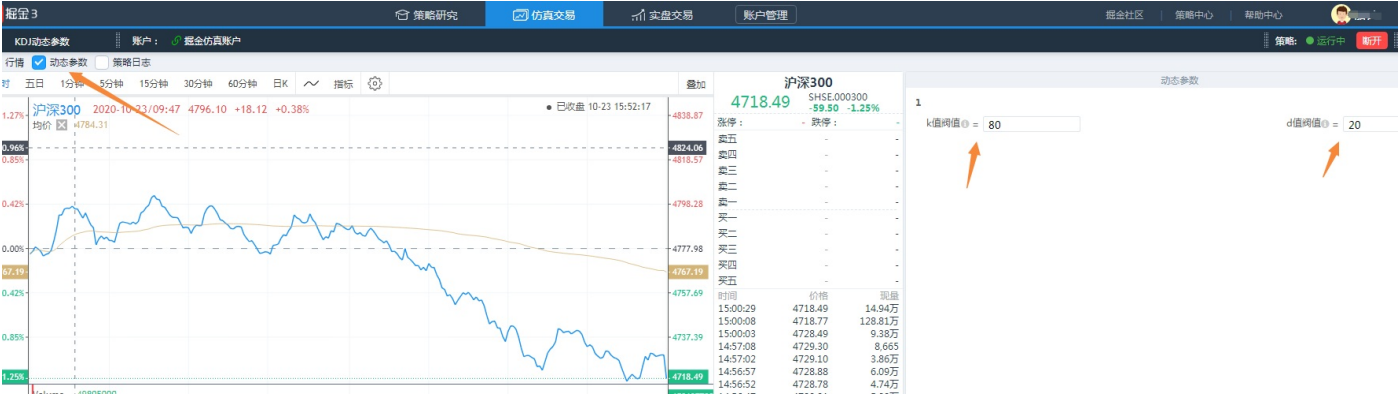 掘金3 策略研究 仿真交易 实盘交易 账户管理 掘金社区 策略中心 帮助中心
KDJ动态参数 账户： 掘金仿真账户 策略: 运行中 断开
行情 动态参数 策略日志
时 五日 1分钟 5分钟 15分钟 30分钟 60分钟 日K 指标 叠加
沪深300 2020-10-23/09:47 4796.10 +18.12 +0.38% 已收盘 10-23 15:52:17
均价 4784.31
1.27% 4838.87
0.96% 4824.06
0.85% 4818.57
0.42% 4798.28
0.00% 4777.98
67.19 4767.19
0.42% 4757.69
0.85% 4737.39
1.25% 4718.49
沪深300
4718.49 SHSE.000300
-59.50 -1.25%
涨停： - 跌停： -
卖五 - -
卖四 - -
卖三 - -
卖二 - -
卖一 - -
买一 - -
买二 - -
买三 - -
买四 - -
买五 - -
时间 价格 现量
15:00:29 4718.49 14.94万
15:00:08 4718.77 128.81万
15:00:03 4728.49 9.38万
14:57:08 4729.30 8,665
14:57:02 4729.10 3.86万
14:56:57 4728.88 6.09万
14:56:52 4728.78 4.74万
动态参数
1
k值阀值 = 80 d值阀值 = 20